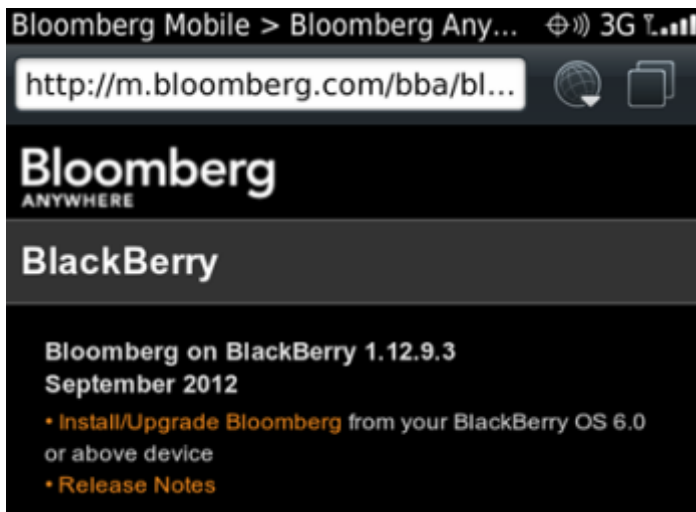 Bloomberg Mobile > Bloomberg Any... 3G
http://m.bloomberg.com/bba/bl...
Bloomberg
ANYWHERE
BlackBerry
Bloomberg on BlackBerry 1.12.9.3
September 2012
• Install/Upgrade Bloomberg from your BlackBerry OS 6.0
or above device
• Release Notes